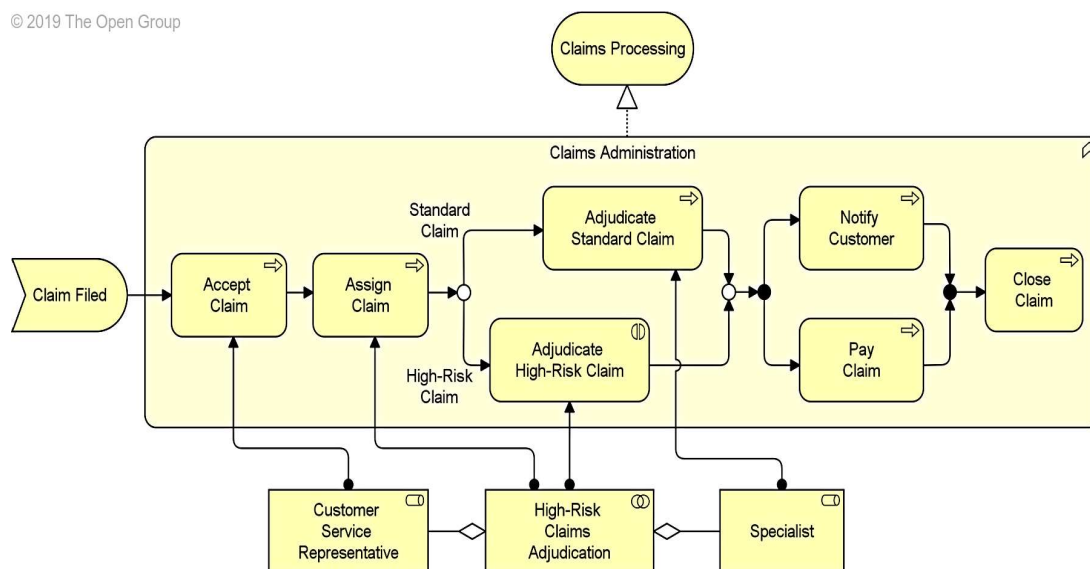 © 2019 The Open Group
Claims Processing
Claims Administration
Standard
Claim
Adjudicate
Standard Claim
Notify
Customer
Claim Filed
Accept
Claim
Assign
Claim
Close
Claim
High-Risk
Claim
Adjudicate
High-Risk Claim
Pay
Claim
Customer
Service
Representative
High-Risk
Claims
Adjudication
Specialist